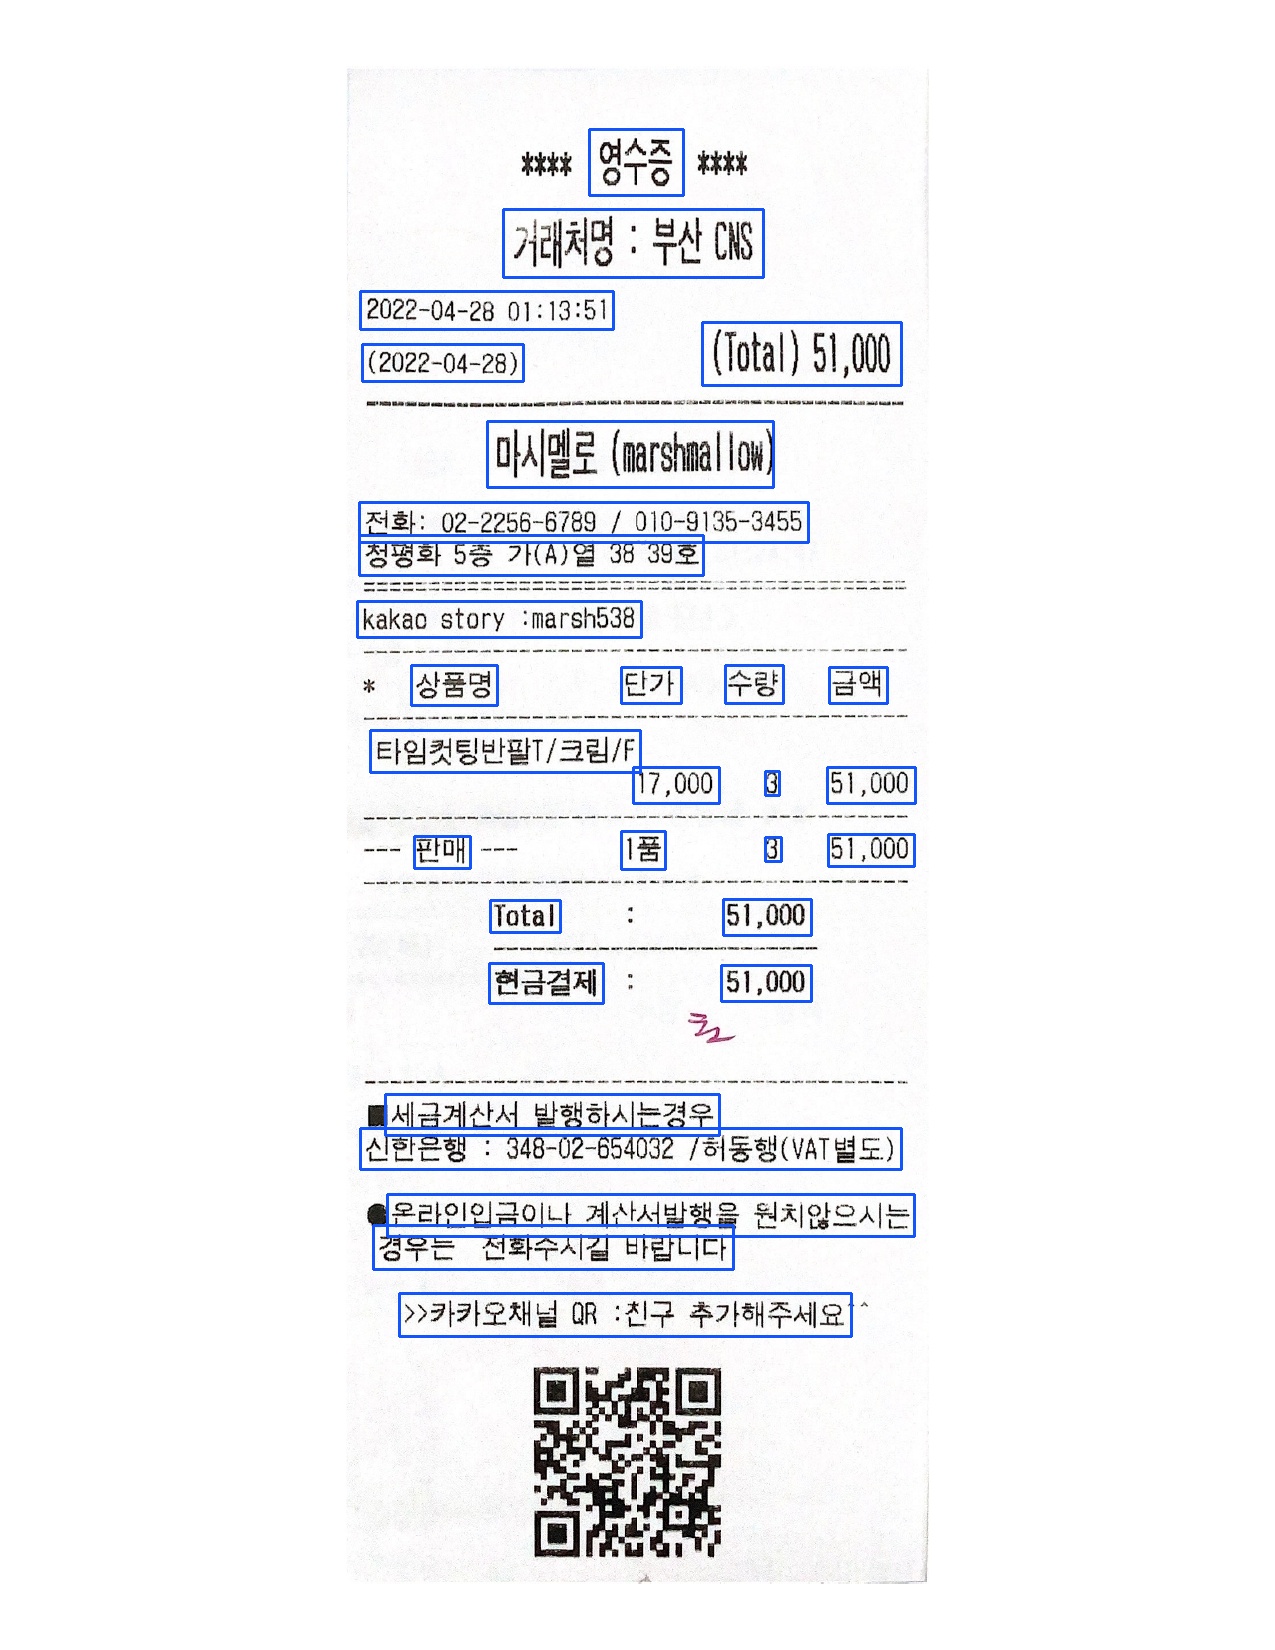 **** 영수증 ****
거래처명 : 부산 CNS
2022-04-28 01:13:51
(2022-04-28)
(Total) 51,000
마시멜로 (marshmallow)
전화: 02-2256-6789 / 010-9135-3455
청평화 5층 가(A)열 38 39호
kakao story :marsh538
* 상품명 단가 수량 금액
타임컷팅반팔T/크림/F
17,000 3 51,000
--- 판매 --- 1품 3 51,000
Total : 51,000
현금결제 : 51,000
■세금계산서 발행하시는경우
신한은행 : 348-02-654032 /허동행(VAT별도)
●온라인입금이나 계산서발행을 원치않으시는
경우는 전화주시길 바랍니다
>>카카오채널 QR :친구 추가해주세요^^